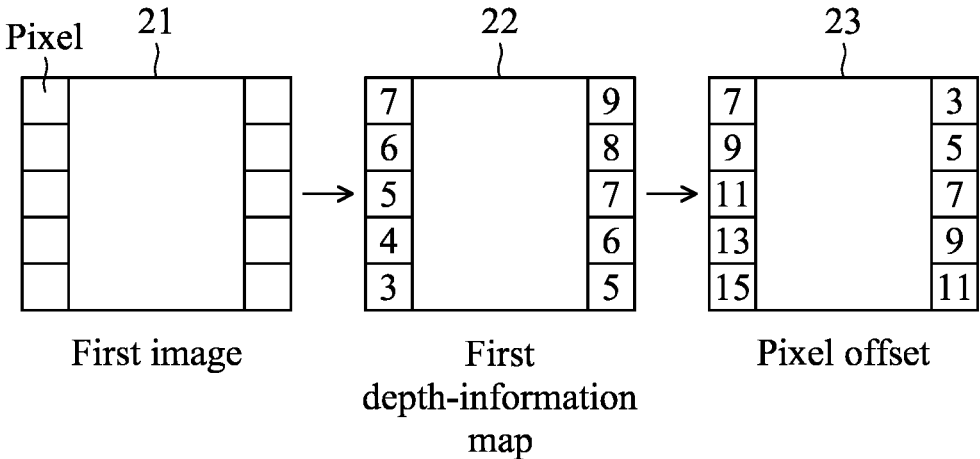 Pixel 21 22 23
7 9 7 3
6 8 9 5
5 7 11 7
4 6 13 9
3 5 15 11
First image First Pixel offset
depth-information
map